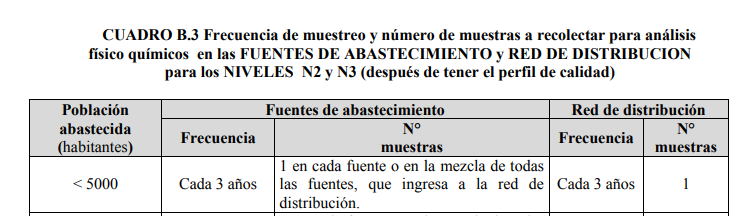 CUADRO B.3 Frecuencia de muestreo y número de muestras a recolectar para análisis
físico químicos en las FUENTES DE ABASTECIMIENTO y RED DE DISTRIBUCION
para los NIVELES N2 y N3 (después de tener el perfil de calidad)
Población
abastecida
(habitantes)
Fuentes de abastecimiento
Red de distribución
Frecuencia
N°
muestras
Frecuencia
N°
muestras
< 5000
Cada 3 años
1 en cada fuente o en la mezcla de todas
las fuentes, que ingresa a la red de
distribución.
Cada 3 años
1